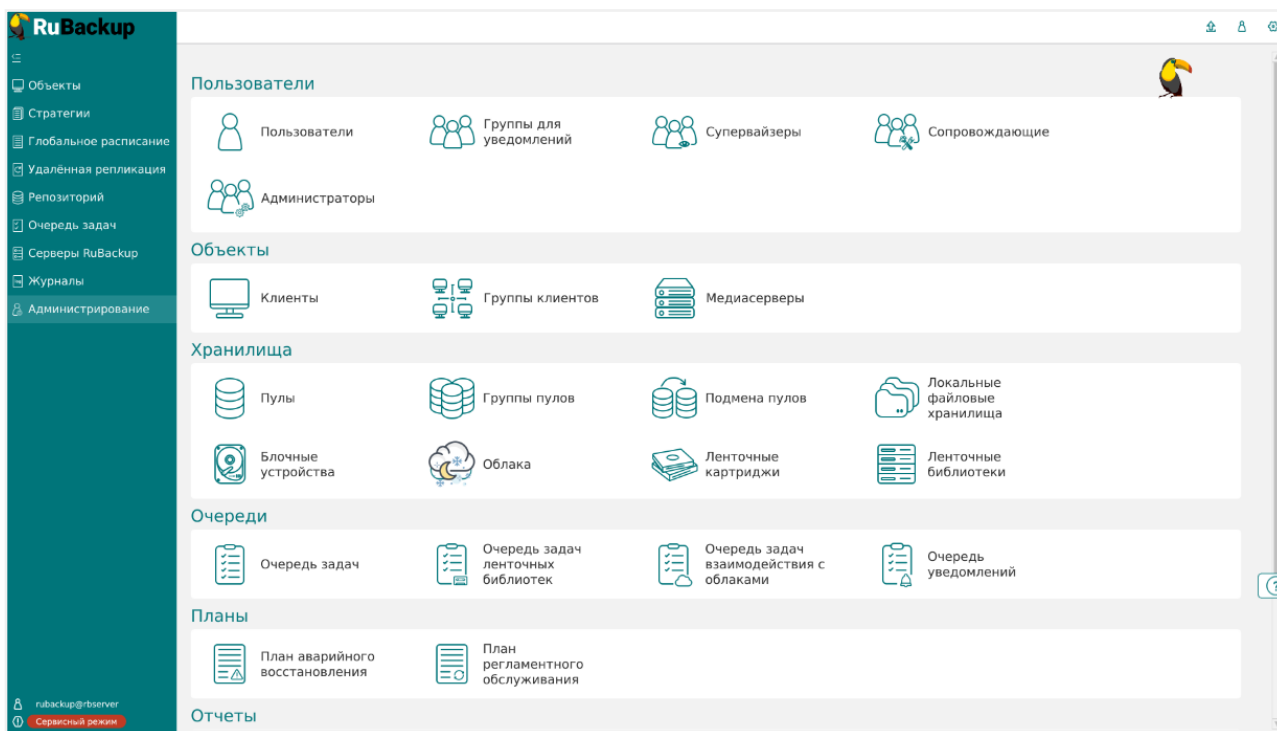 RuBackup
Объекты
Стратегии
Глобальное расписание
Удалённая репликация
Репозиторий
Очередь задач
Серверы RuBackup
Журналы
Администрирование
rubackup@rbserver
Сервисный режим
Пользователи
Пользователи
Группы для
уведомлений
Супервайзеры
Сопровождающие
Администраторы
Объекты
Клиенты
Группы клиентов
Медиасерверы
Хранилища
Пулы
Группы пулов
Подмена пулов
Локальные
файловые
хранилища
Блочные
устройства
Облака
Ленточные
картриджи
Ленточные
библиотеки
Очереди
Очередь задач
Очередь задач
ленточных
библиотек
Очередь задач
взаимодействия с
облаками
Очередь
уведомлений
Планы
План аварийного
восстановления
План
регламентного
обслуживания
Отчеты